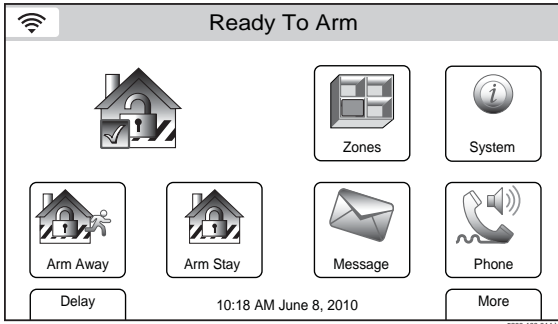 Ready To Arm
Zones
System
Arm Away
Arm Stay
Message
Phone
Delay
10:18 AM June 8, 2010
More